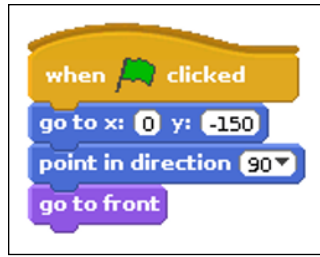 when clicked
go to x: 0 y: -150
point in direction 90
go to front